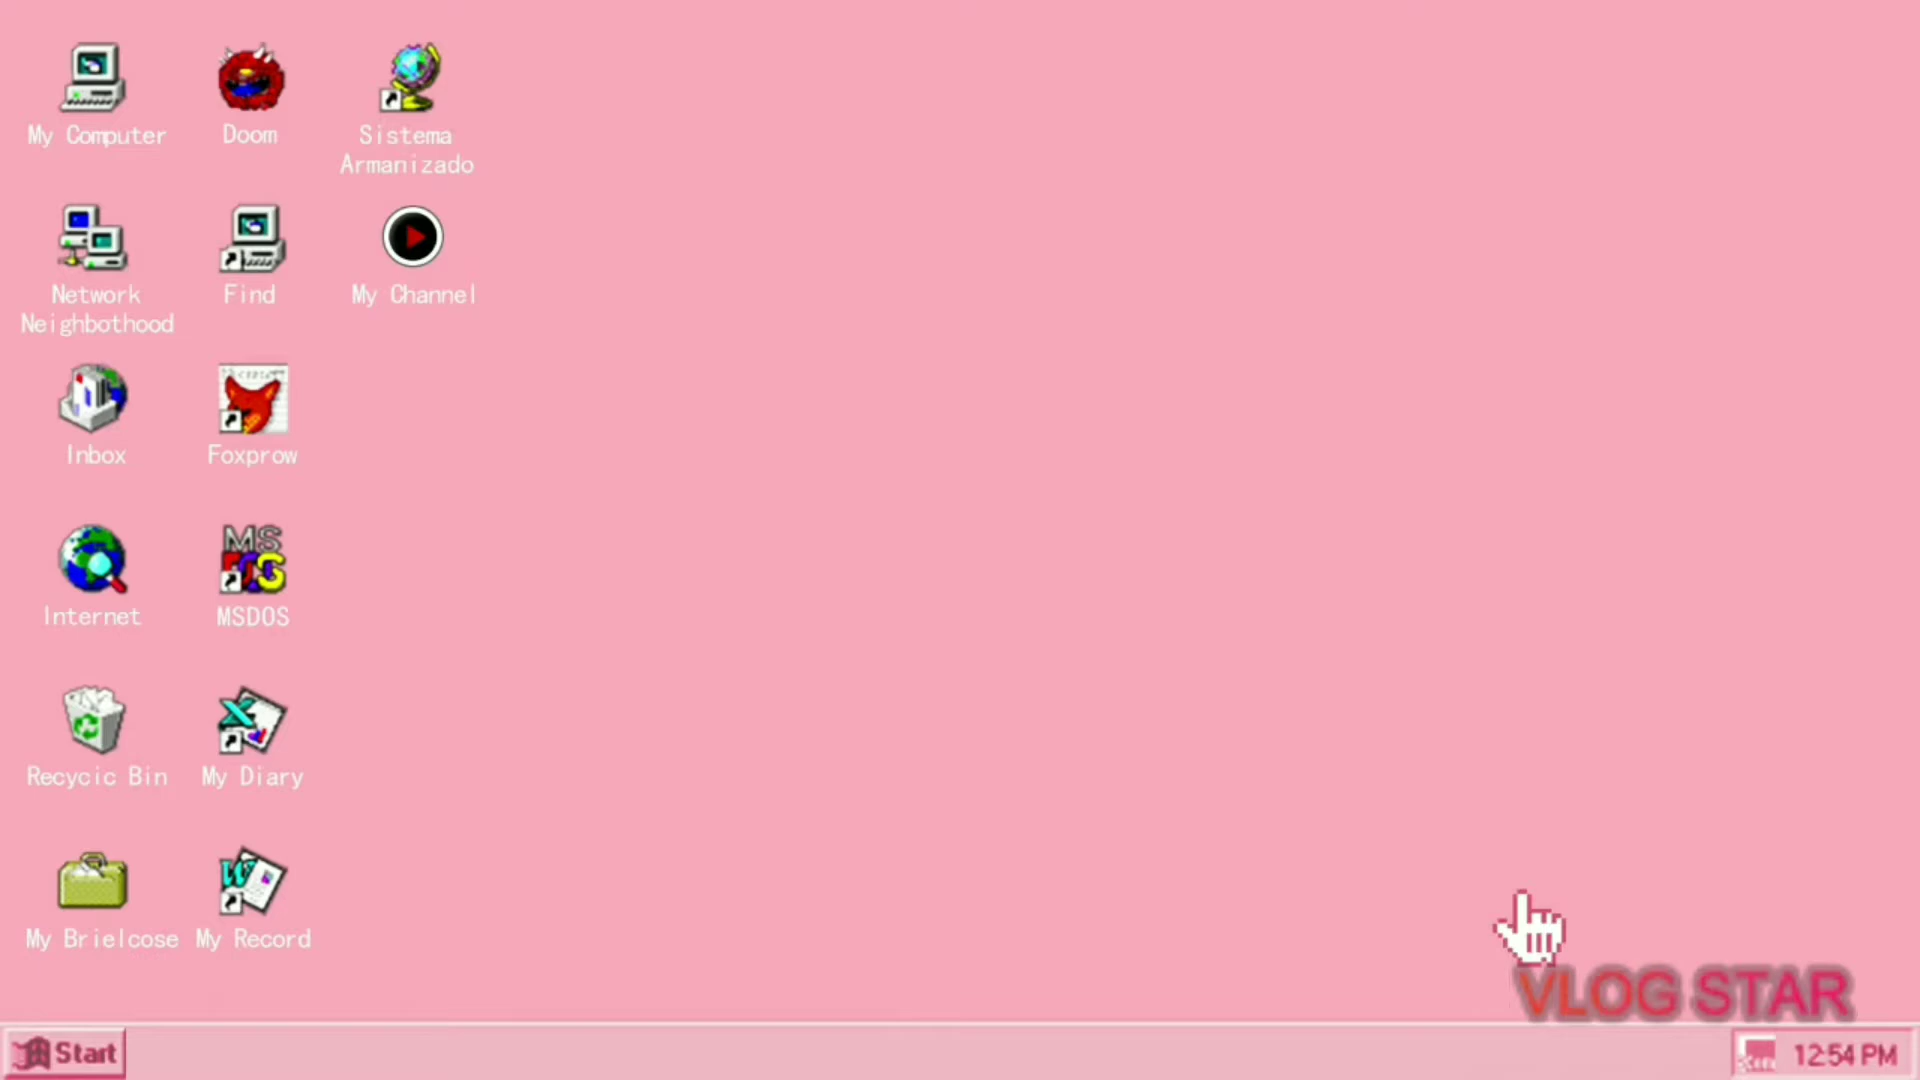 My Computer
Doom
Sistema
Armanizado
Network
Neighbothood
Find
My Channel
Inbox
Foxprow
Internet
MS
MSDOS
Recycic Bin
My Diary
My Brielcose
My Record
VLOG STAR
Start
12:54 PM